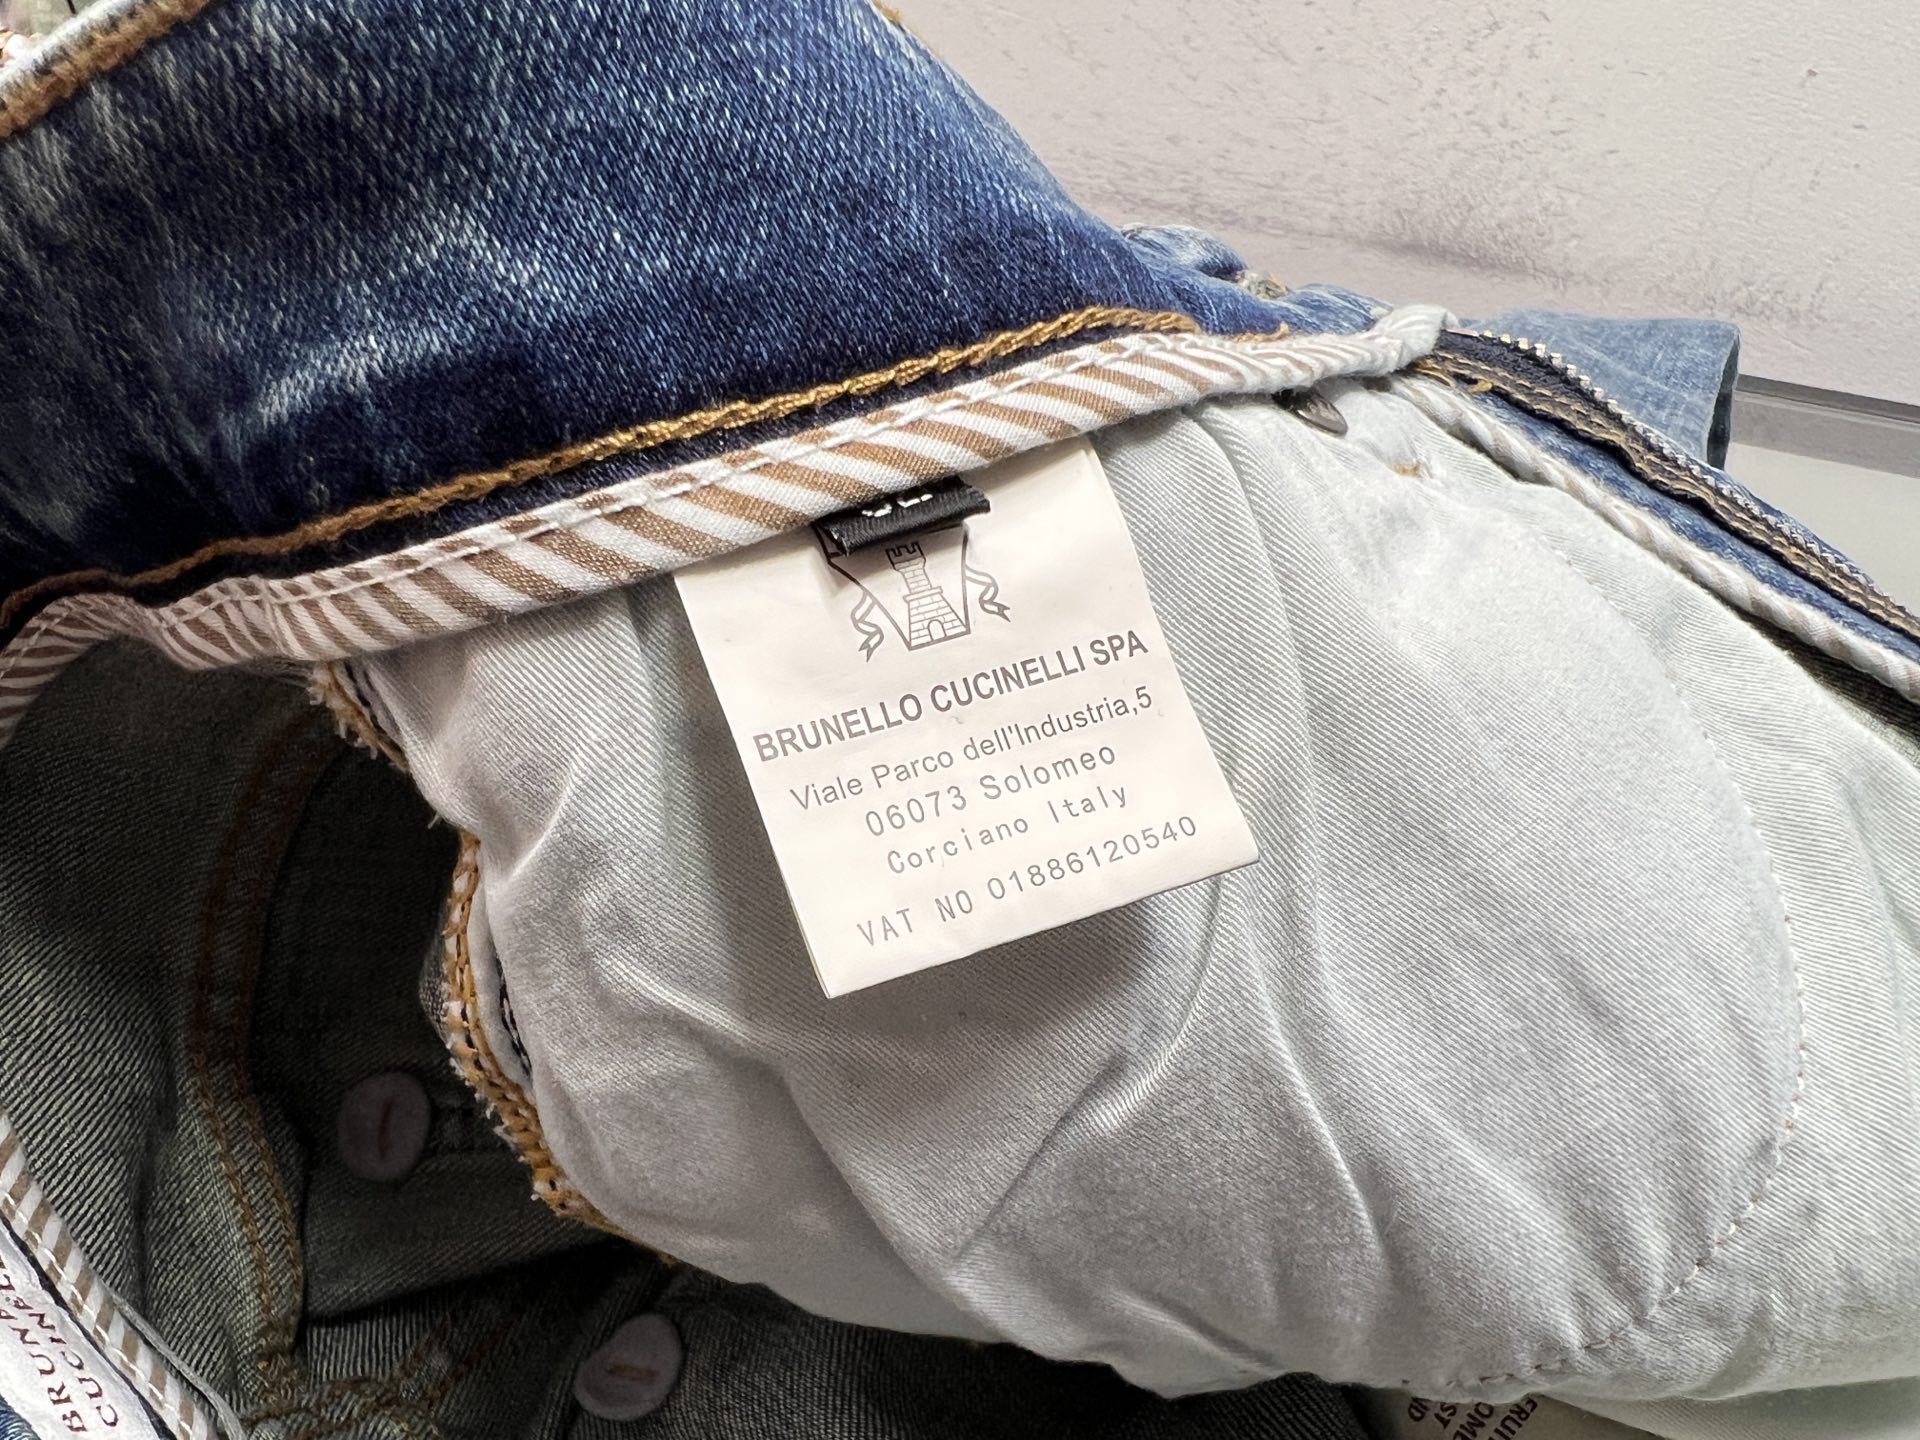 BRUNELLO CUCINELLI SPA
Viale Parco dell'Industria,5
06073 Solomeo
Corciano Italy
VAT NO 01886120540